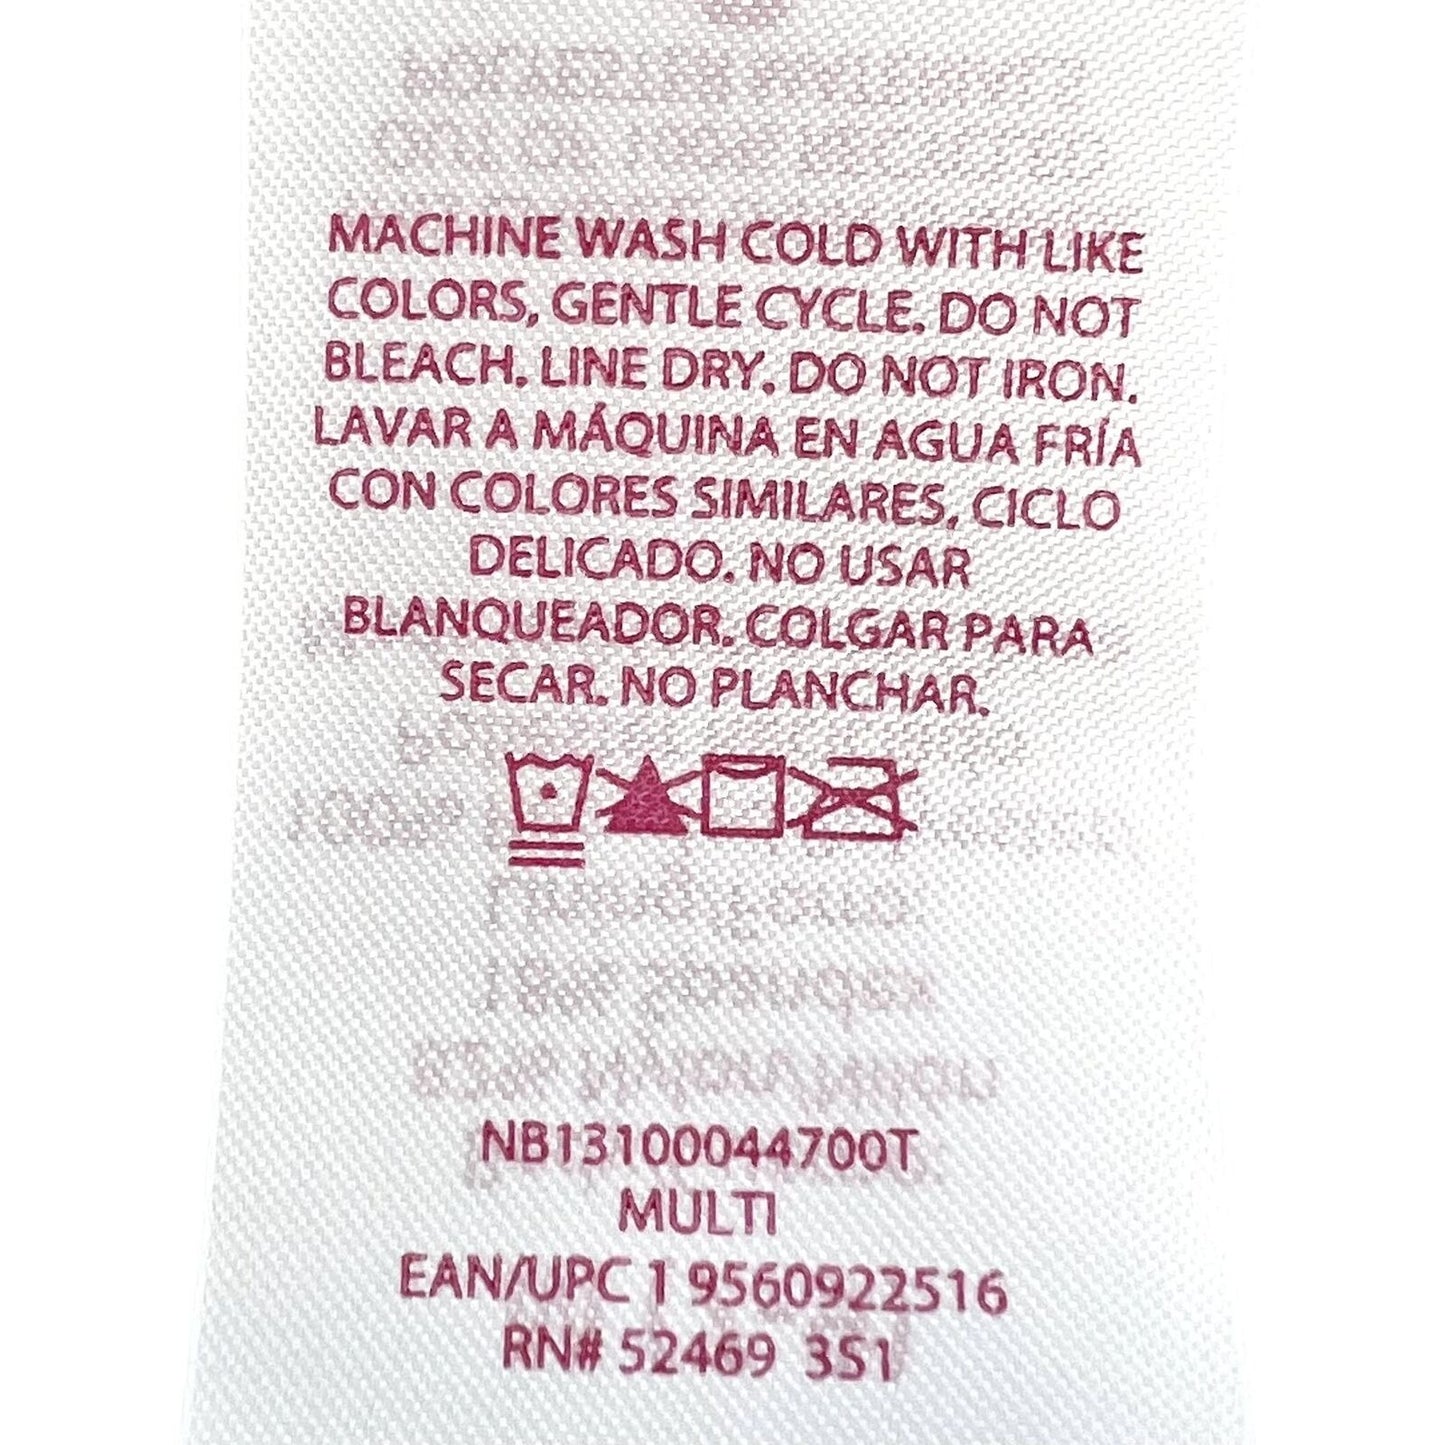 MACHINE WASH COLD WITH LIKE
COLORS, GENTLE CYCLE. DO NOT
BLEACH. LINE DRY. DO NOT IRON.
LAVAR A MÁQUINA EN AGUA FRÍA
CON COLORES SIMILARES, CICLO
DELICADO. NO USAR
BLANQUEADOR. COLGAR PARA
SECAR. NO PLANCHAR.
NB13100044700T
MULTI
EAN/UPC 1 9560922516
RN# 52469 3S1